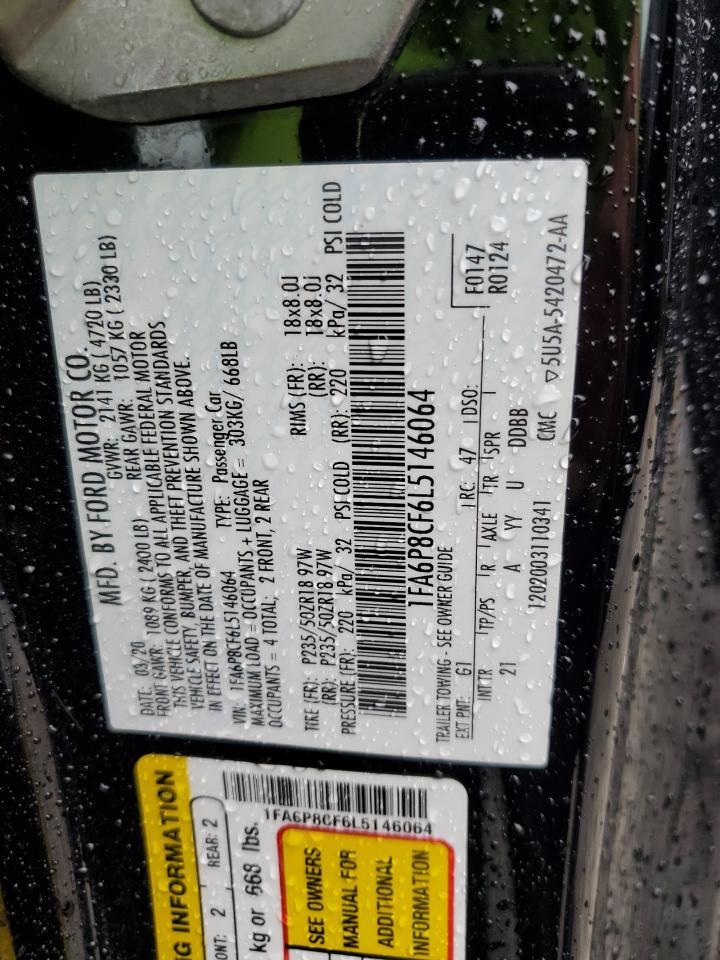 MFD. BY FORD MOTOR CO.
DATE: 03/20 GVWR: 2141 KG ( 4720 LB)
FRONT GAWR: 1089 KG ( 2400 LB) REAR GAWR: 1057 KG ( 2330 LB)
THIS VEHICLE CONFORMS TO ALL APPLICABLE FEDERAL MOTOR
VEHICLE SAFETY, BUMPER, AND THEFT PREVENTION STANDARDS
IN EFFECT ON THE DATE OF MANUFACTURE SHOWN ABOVE.
VIN: 1FA6P8CF6L5146064 TYPE: Passenger Car
MAXIMUM LOAD = OCCUPANTS + LUGGAGE = 303KG/ 668LB
OCCUPANTS = 4 TOTAL; 2 FRONT, 2 REAR
TIRE (FR): P235/50ZR18 97W RIMS (FR): 18x8.0J
(RR): P235/50ZR18 97W (RR): 18x8.0J
PRESSURE (FR): 220 kPa/ 32 PSI COLD (RR): 220 kPa/ 32 PSI COLD
1FA6P8CF6L5146064
TRAILER TOWING - SEE OWNER GUIDE F0147
EXT PNT: G1 RC: 47 DSO: R0124
INT TR TP/PS R AXLE TR SPR
21 A YY U DDBB
1202003110341 CMC ▽5U5A-5420472-AA
NG INFORMATION
ONT: 2 REAR: 2
kg or 668 lbs.
1FA6P8CF6L5146064
SEE OWNERS
MANUAL FOR
ADDITIONAL
INFORMATION